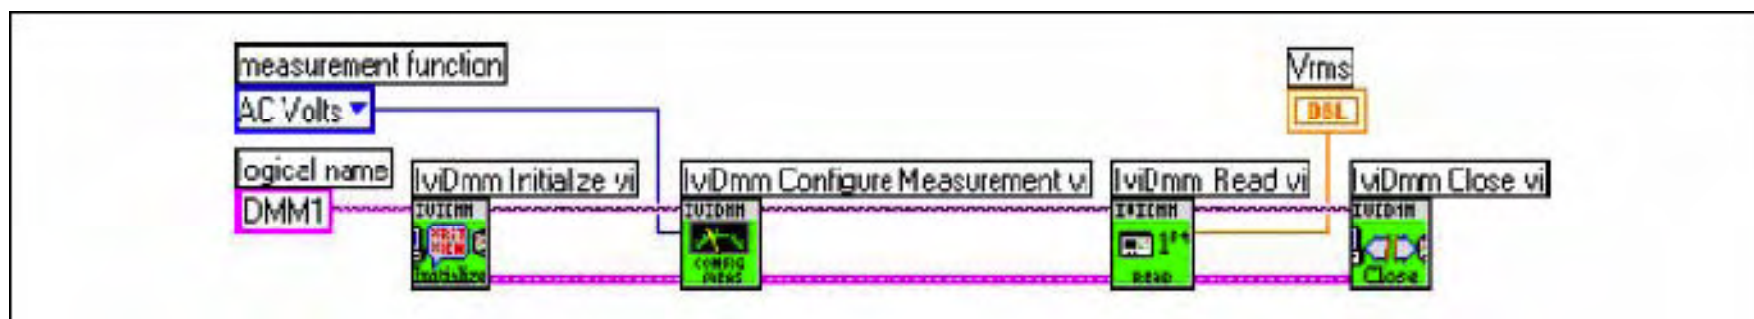 measurement function
AC Volts
logical name
DMM1
IviDmm Initialize vi
IVIDMM
Initialize
IviDmm Configure Measurement vi
IVIDMM
CONFIG
MEAS
IviDmm Read vi
IVIDMM
READ
Vrms
DBL
IviDmm Close vi
IVIDMM
Close